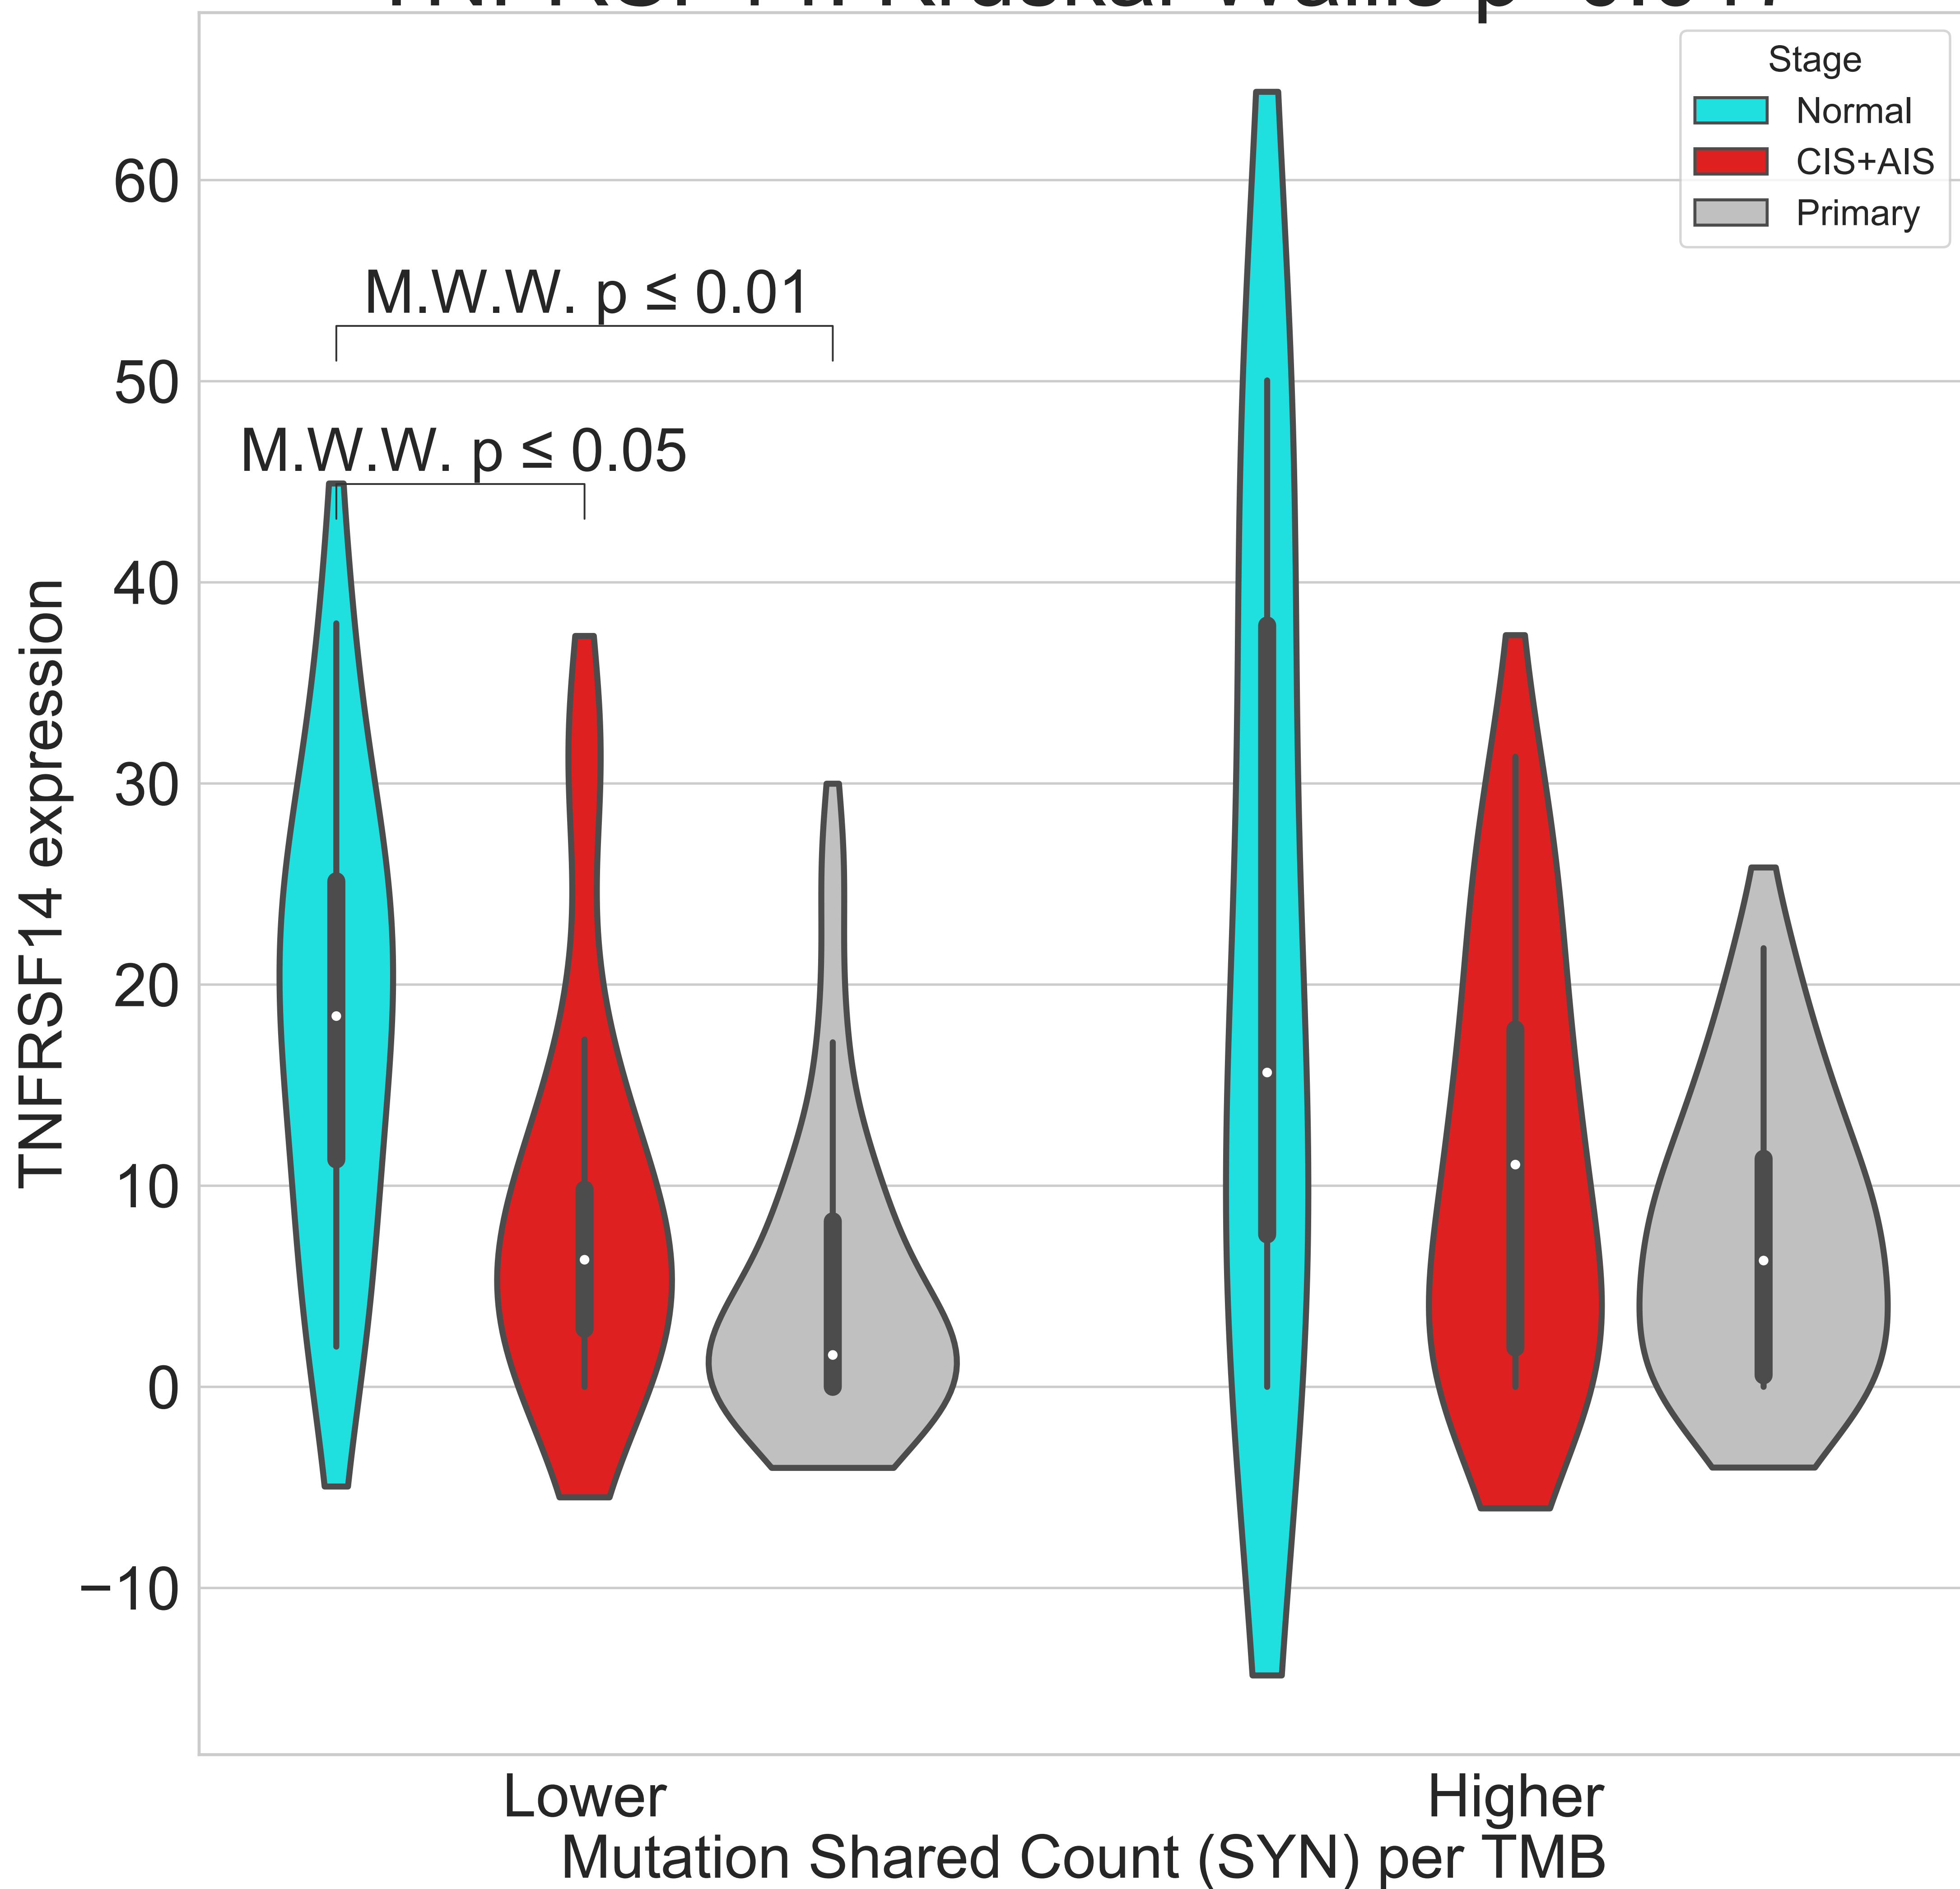 Stage
Normal
CIS+AIS
Primary
60
50
40
30
20
10
0
−10
TNFRSF14 expression
M.W.W. p ≤ 0.01
M.W.W. p ≤ 0.05
Lower
Higher
Mutation Shared Count (SYN) per TMB